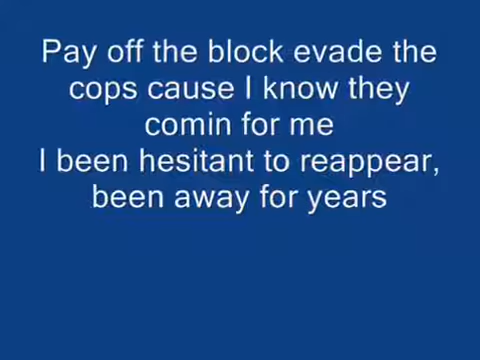 Pay off the block evade the
cops cause I know they
comin for me
I been hesitant to reappear,
been away for years